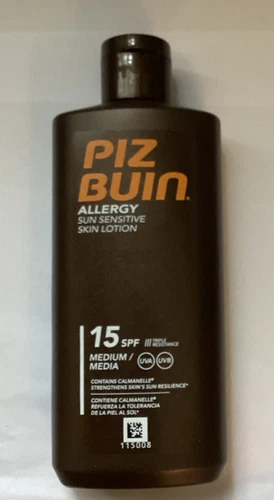 PIZ
BUIN
ALLERGY
SUN SENSITIVE
SKIN LOTION
15 SPF
TRIPLE
RESISTANCE
MEDIUM /
MEDIA
UVA UVB
CONTAINS CALMANELLE®
STRENGTHENS SKIN'S SUN RESILIENCE*
CONTIENE CALMANELLE®
REFUERZA LA TOLERANCIA
DE LA PIEL AL SOL*
115008